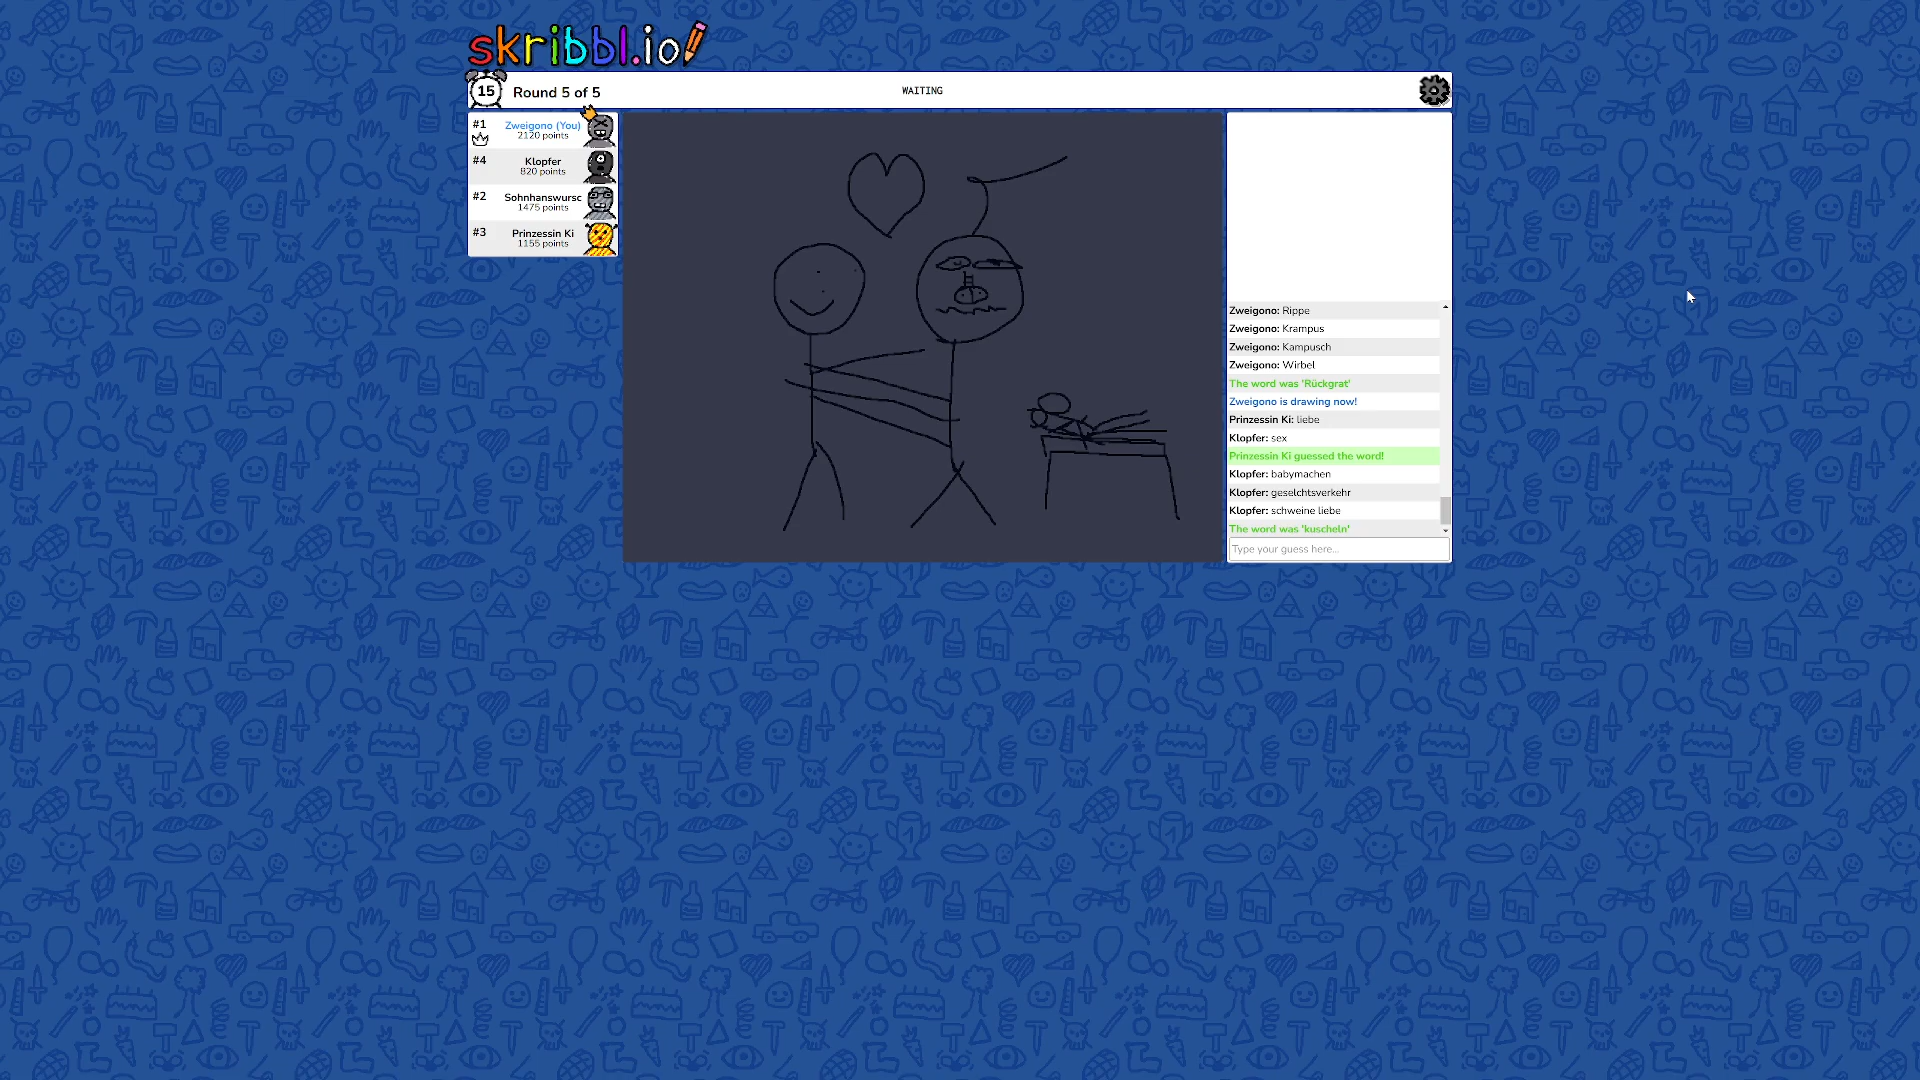 skribbl.io
15
Round 5 of 5
WAITING
#1
Zweigono (You)
2120 points
#4
Klopfer
820 points
#2
Sohnhanswursc
1475 points
#3
Prinzessin Ki
1155 points
Zweigono: Rippe
Zweigono: Krampus
Zweigono: Kampusch
Zweigono: Wirbel
The word was 'Rückgrat'
Zweigono is drawing now!
Prinzessin Ki: liebe
Klopfer: sex
Prinzessin Ki guessed the word!
Klopfer: babymachen
Klopfer: geselchtsverkehr
Klopfer: schweine liebe
The word was 'kuscheln'
Type your guess here...